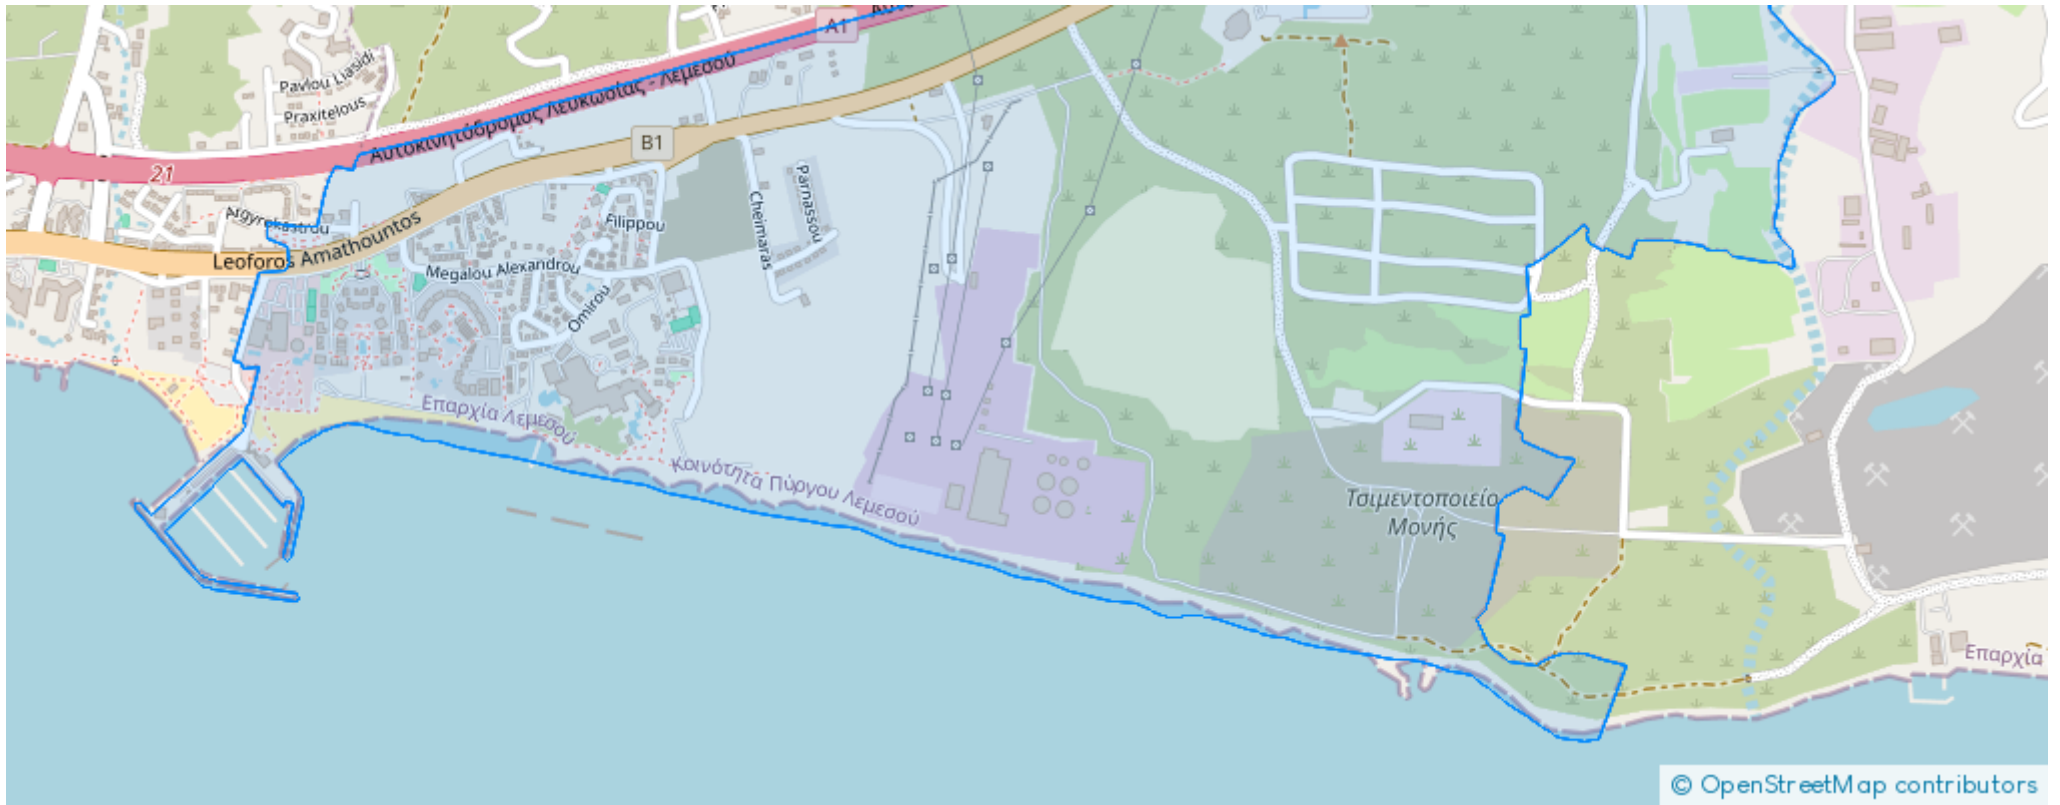 A1
Αυτοκινητόδρομος Λευκωσίας - Λεμεσού
Pavlou Liasidi
Praxitelous
21
B1
Argyrokastrou
Leoforos Amathountos
Filippou
Parnassou
Cheimaras
Megalou Alexandrou
Omirou
Επαρχία Λεμεσού
Κοινότητα Πύργου Λεμεσού
Τσιμεντοποιείο
Μονής
Επαρχία
© OpenStreetMap contributors